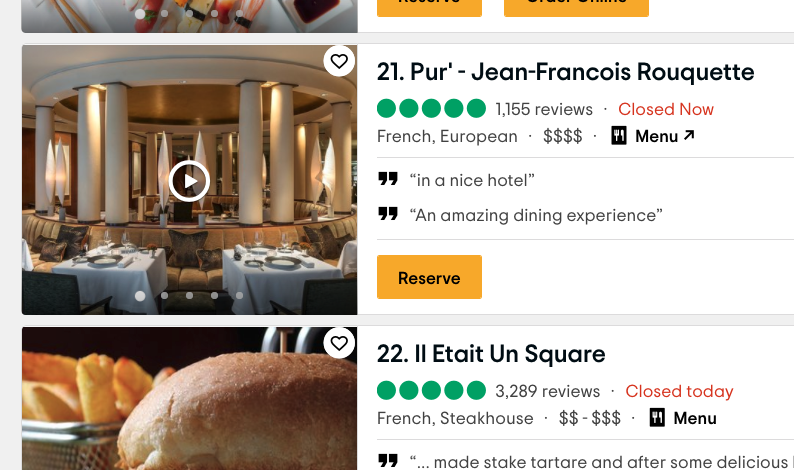 Reserve
Order Online
21. Pur' - Jean-Francois Rouquette
1,155 reviews · Closed Now
French, European · $$$$ · Menu ↗
“in a nice hotel”
“An amazing dining experience”
Reserve
22. Il Etait Un Square
3,289 reviews · Closed today
French, Steakhouse · $$ - $$$ · Menu
“... made stake tartare and after some delicious